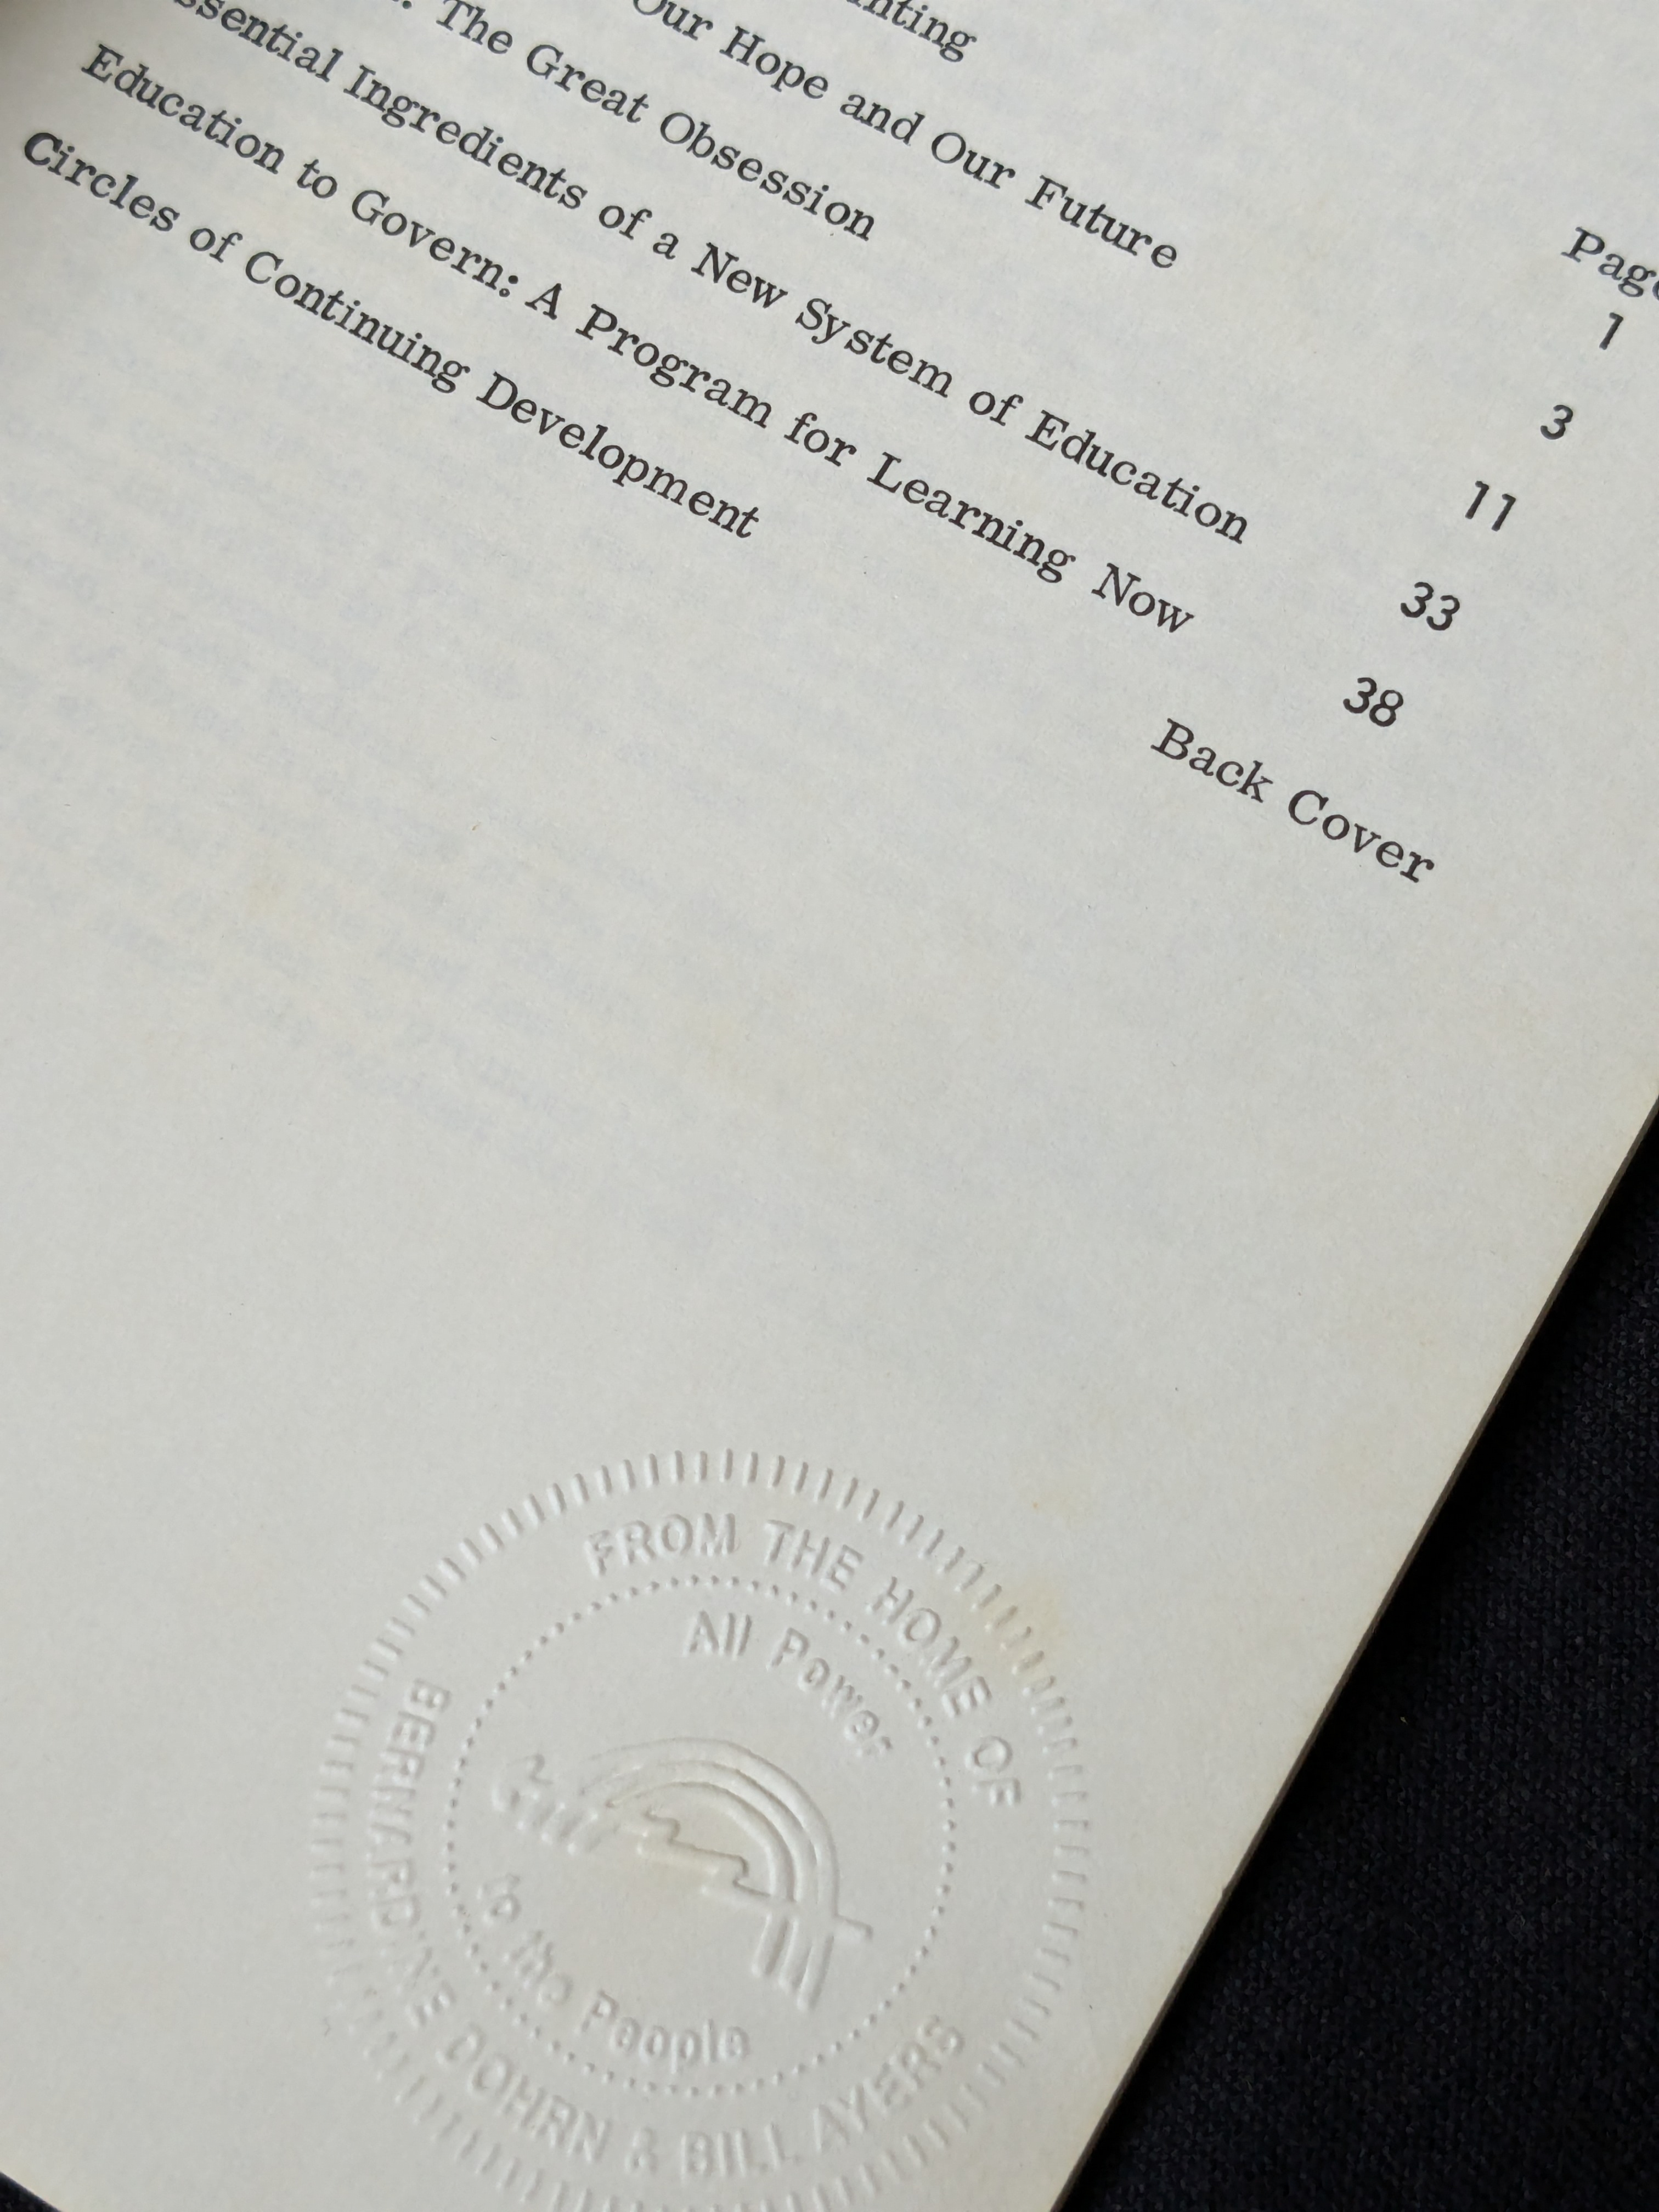 Page
1
Our Hope and Our Future 3
The Great Obsession 11
Ingredients of a New System of Education 33
Education to Govern: A Program for Learning Now 38
Circles of Continuing Development Back Cover
FROM THE HOME OF
All Power
to the People
BERNARDINE DOHRN & BILL AYERS